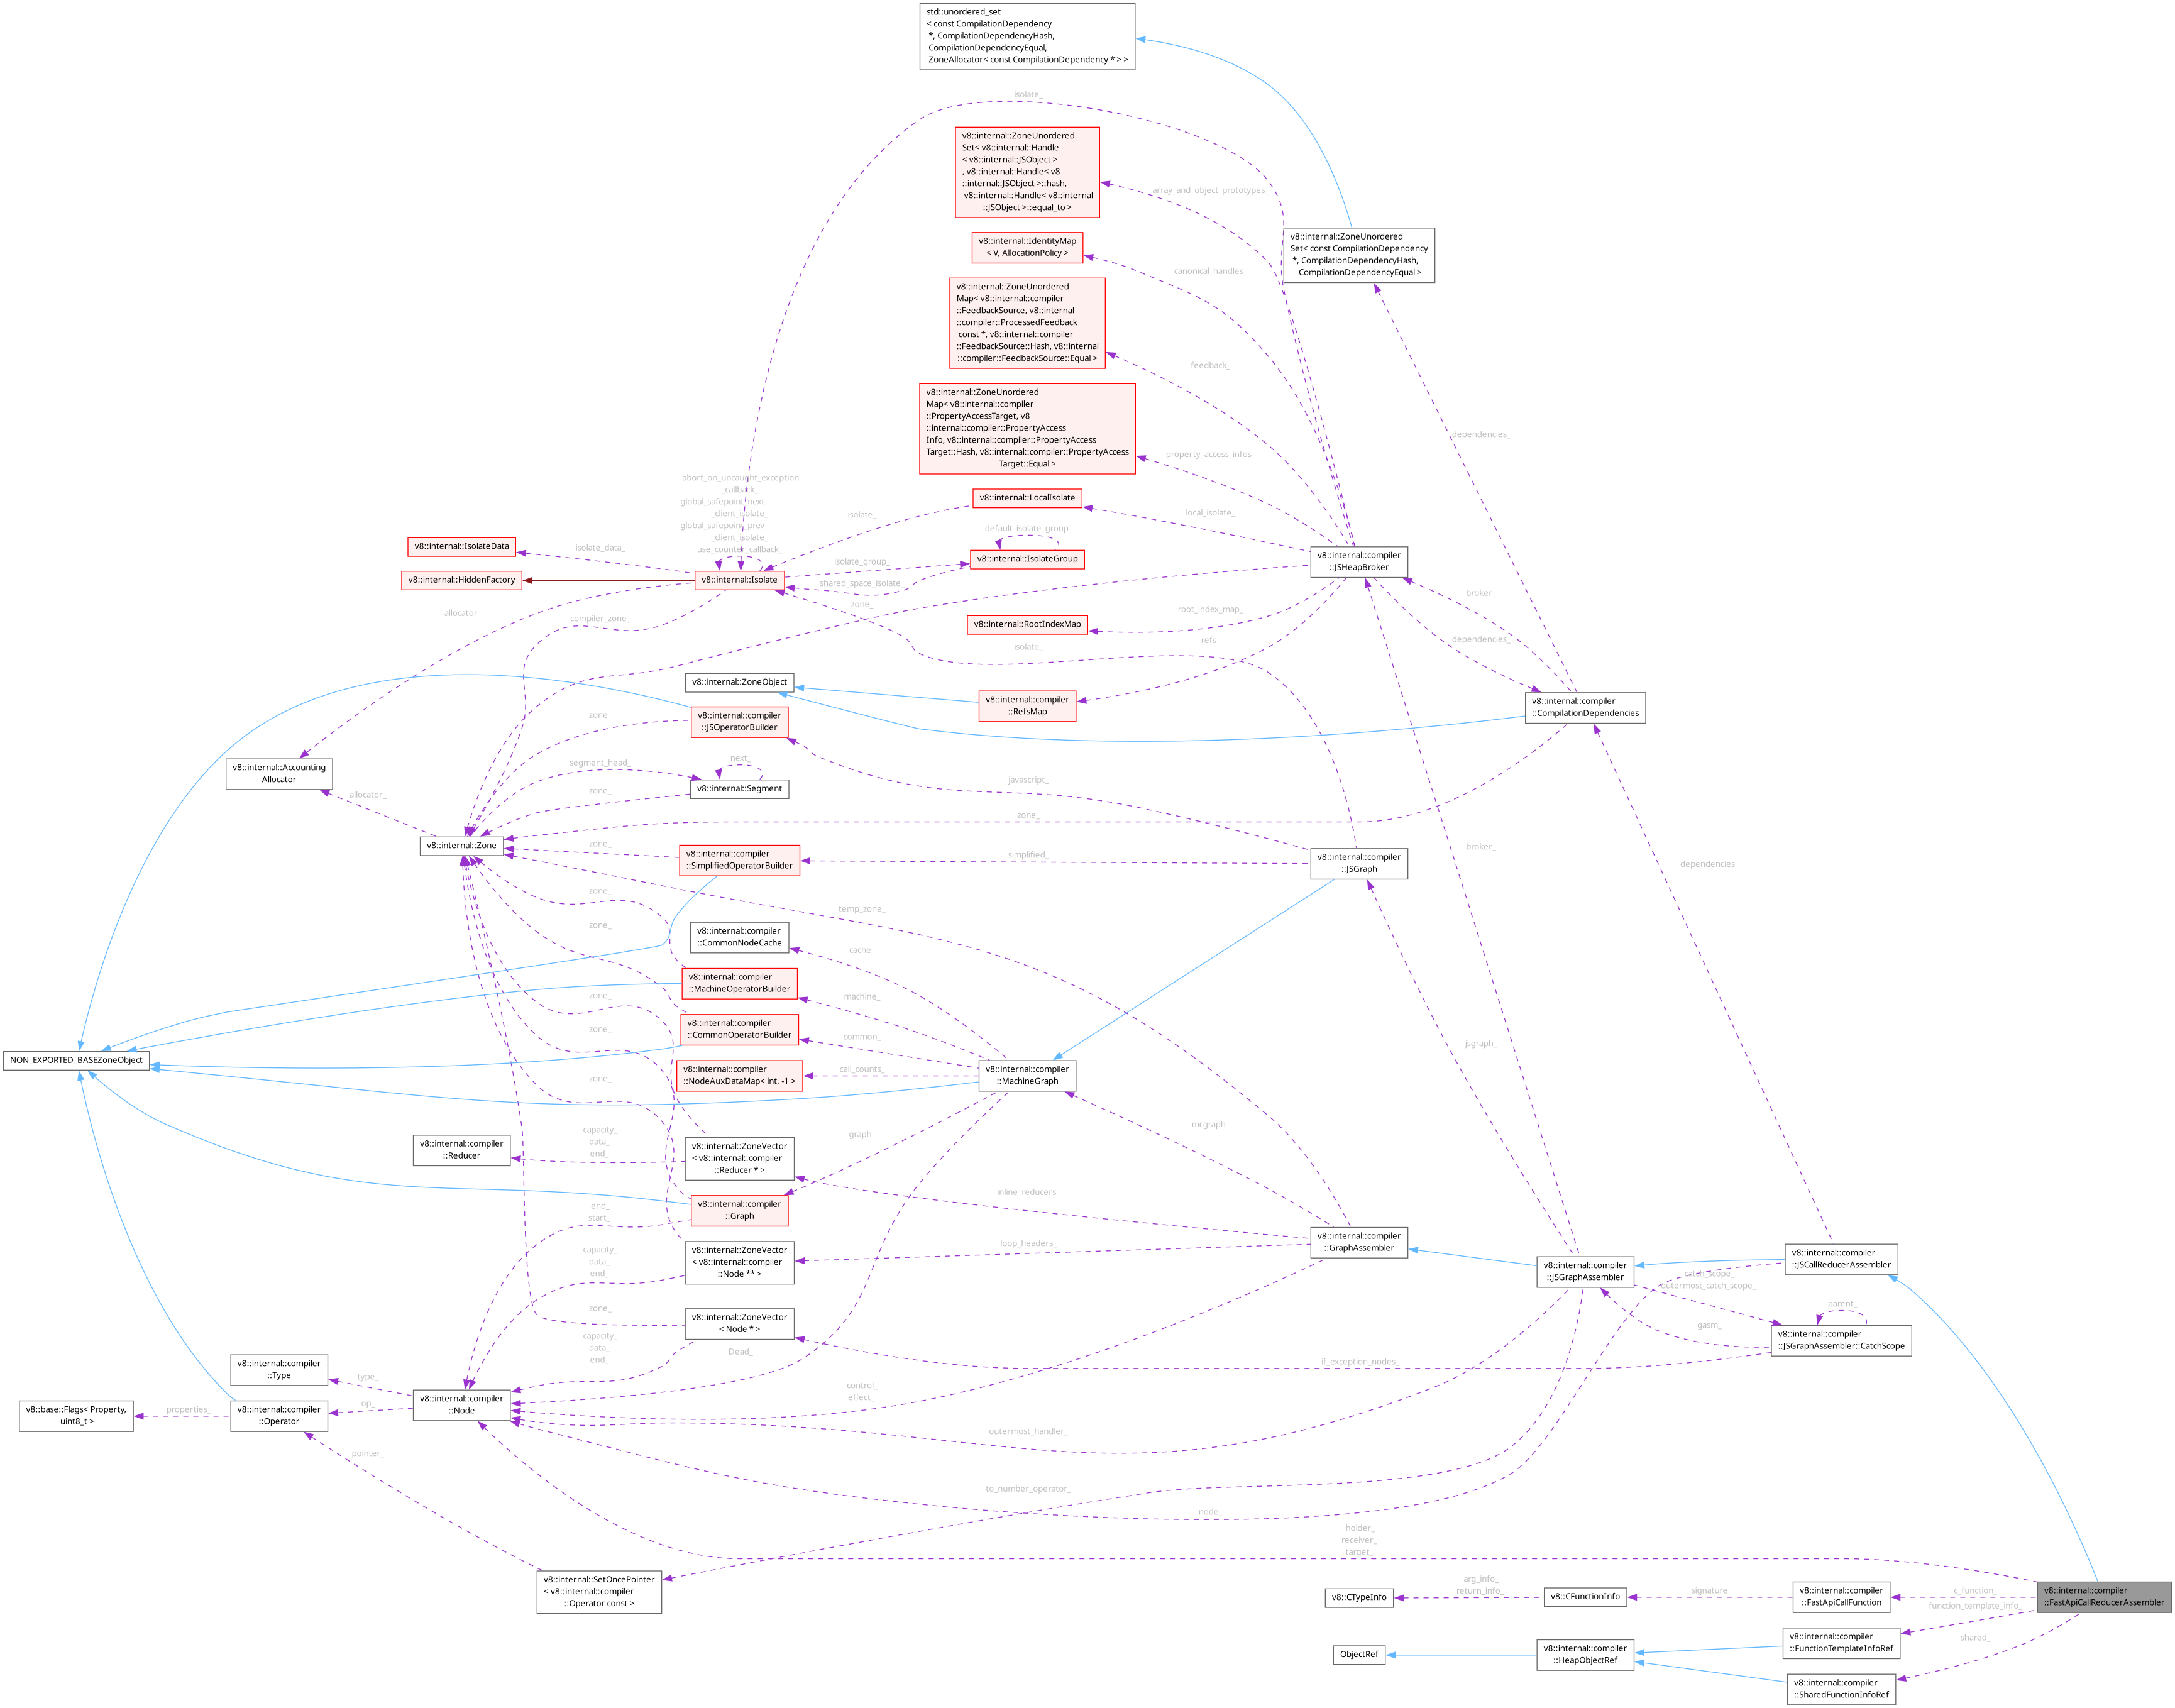 std::unordered_set
< const CompilationDependency
*, CompilationDependencyHash,
CompilationDependencyEqual,
ZoneAllocator< const CompilationDependency * > >
isolate_
v8::internal::ZoneUnordered
Set< v8::internal::Handle
< v8::internal::JSObject >
, v8::internal::Handle< v8
::internal::JSObject >::hash,
v8::internal::Handle< v8::internal
::JSObject >::equal_to >
array_and_object_prototypes_
v8::internal::IdentityMap
< V, AllocationPolicy >
canonical_handles_
v8::internal::ZoneUnordered
Set< const CompilationDependency
*, CompilationDependencyHash,
CompilationDependencyEqual >
v8::internal::ZoneUnordered
Map< v8::internal::compiler
::FeedbackSource, v8::internal
::compiler::ProcessedFeedback
const *, v8::internal::compiler
::FeedbackSource::Hash, v8::internal
::compiler::FeedbackSource::Equal >
feedback_
v8::internal::ZoneUnordered
Map< v8::internal::compiler
::PropertyAccessTarget, v8
::internal::compiler::PropertyAccess
Info, v8::internal::compiler::PropertyAccess
Target::Hash, v8::internal::compiler::PropertyAccess
Target::Equal >
property_access_infos_
dependencies_
abort_on_uncaught_exception
_callback_
global_safepoint_next
_client_isolate_
global_safepoint_prev
_client_isolate_
use_counter_callback_
v8::internal::LocalIsolate
isolate_
local_isolate_
default_isolate_group_
v8::internal::IsolateData
isolate_data_
v8::internal::HiddenFactory
v8::internal::Isolate
isolate_group_
shared_space_isolate_
v8::internal::IsolateGroup
v8::internal::compiler
::JSHeapBroker
broker_
allocator_
compiler_zone_
zone_
v8::internal::RootIndexMap
root_index_map_
refs_
isolate_
dependencies_
v8::internal::ZoneObject
v8::internal::compiler
::RefsMap
v8::internal::compiler
::CompilationDependencies
v8::internal::compiler
::JSOperatorBuilder
zone_
v8::internal::Accounting
Allocator
segment_head_
next_
v8::internal::Segment
zone_
allocator_
javascript_
zone_
v8::internal::Zone
zone_
v8::internal::compiler
::SimplifiedOperatorBuilder
simplified_
v8::internal::compiler
::JSGraph
broker_
dependencies_
zone_
temp_zone_
v8::internal::compiler
::CommonNodeCache
cache_
zone_
v8::internal::compiler
::MachineOperatorBuilder
machine_
zone_
v8::internal::compiler
::CommonOperatorBuilder
common_
zone_
NON_EXPORTED_BASEZoneObject
v8::internal::compiler
::NodeAuxDataMap< int, -1 >
call_counts_
v8::internal::compiler
::MachineGraph
jsgraph_
zone_
v8::internal::compiler
::Reducer
capacity_
data_
end_
v8::internal::ZoneVector
< v8::internal::compiler
::Reducer * >
graph_
mcgraph_
v8::internal::compiler
::Graph
end_
start_
inline_reducers_
v8::internal::compiler
::GraphAssembler
loop_headers_
v8::internal::ZoneVector
< v8::internal::compiler
::Node ** >
capacity_
data_
end_
v8::internal::compiler
::JSGraphAssembler
v8::internal::compiler
::JSCallReducerAssembler
catch_scope_
outermost_catch_scope_
zone_
v8::internal::ZoneVector
< Node * >
capacity_
data_
end_
Dead_
parent_
gasm_
v8::internal::compiler
::JSGraphAssembler::CatchScope
if_exception_nodes_
v8::internal::compiler
::Type
type_
v8::internal::compiler
::Node
control_
effect_
v8::base::Flags< Property,
uint8_t >
properties_
v8::internal::compiler
::Operator
op_
outermost_handler_
pointer_
to_number_operator_
node_
holder_
receiver_
target_
v8::internal::SetOncePointer
< v8::internal::compiler
::Operator const >
v8::CTypeInfo
arg_info_
return_info_
v8::CFunctionInfo
signature
v8::internal::compiler
::FastApiCallFunction
c_function_
v8::internal::compiler
::FastApiCallReducerAssembler
function_template_info_
v8::internal::compiler
::FunctionTemplateInfoRef
shared_
ObjectRef
v8::internal::compiler
::HeapObjectRef
v8::internal::compiler
::SharedFunctionInfoRef